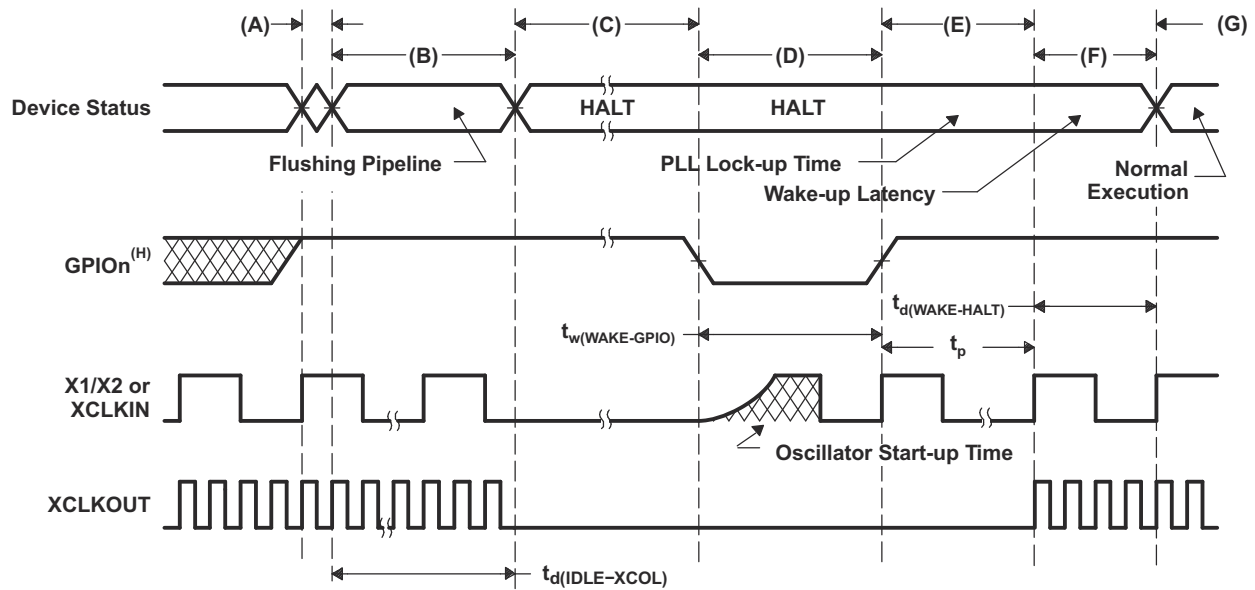 (A)
(C)
(E)
(G)
(B)
(D)
(F)
Device Status
HALT
HALT
Flushing Pipeline
PLL Lock-up Time
Wake-up Latency
Normal
Execution
GPIOn(H)
td(WAKE-HALT)
tw(WAKE-GPIO)
tp
X1/X2 or
XCLKIN
Oscillator Start-up Time
XCLKOUT
td(IDLE−XCOL)